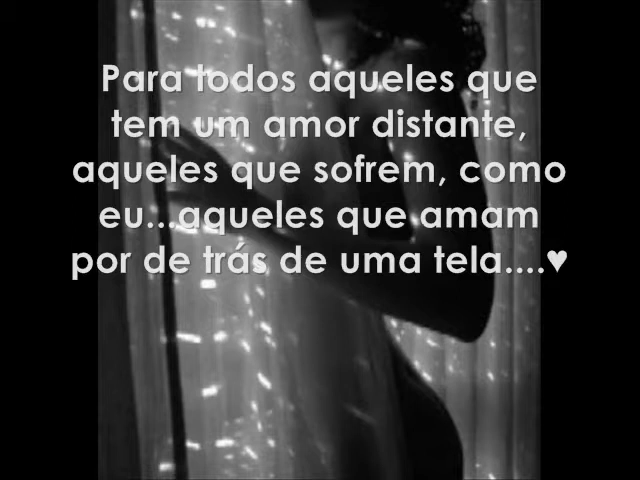 Para todos aqueles que
tem um amor distante,
aqueles que sofrem, como
eu...aqueles que amam
por de trás de uma tela....♥